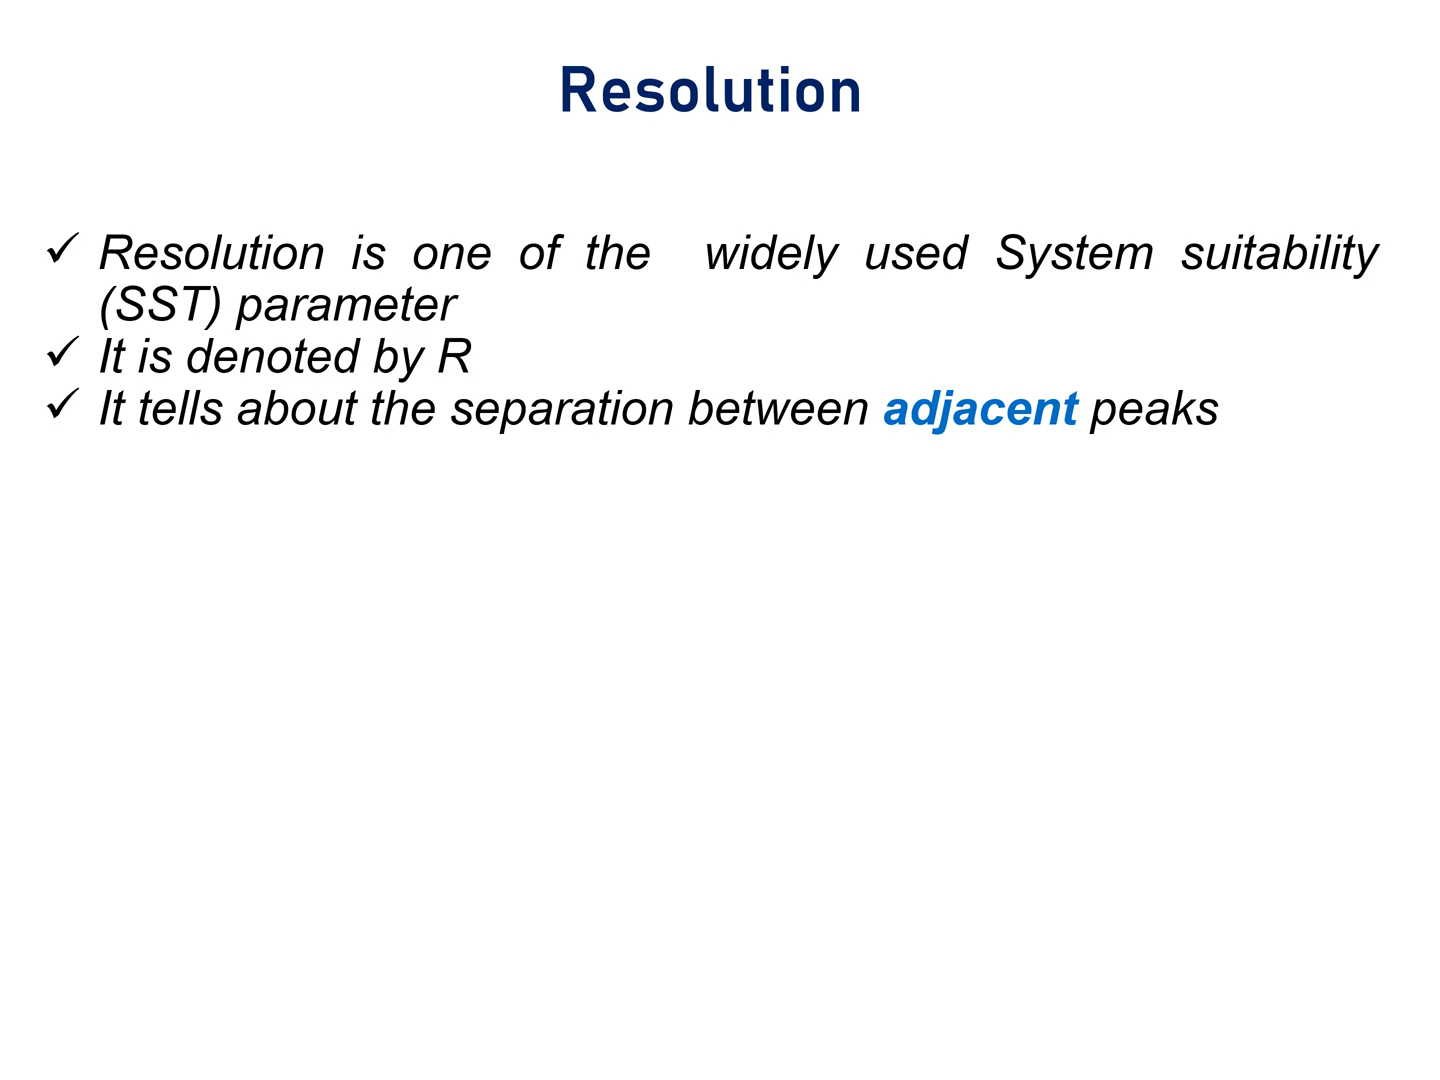 Resolution
✓ Resolution is one of the widely used System suitability
(SST) parameter
✓ It is denoted by R
✓ It tells about the separation between adjacent peaks